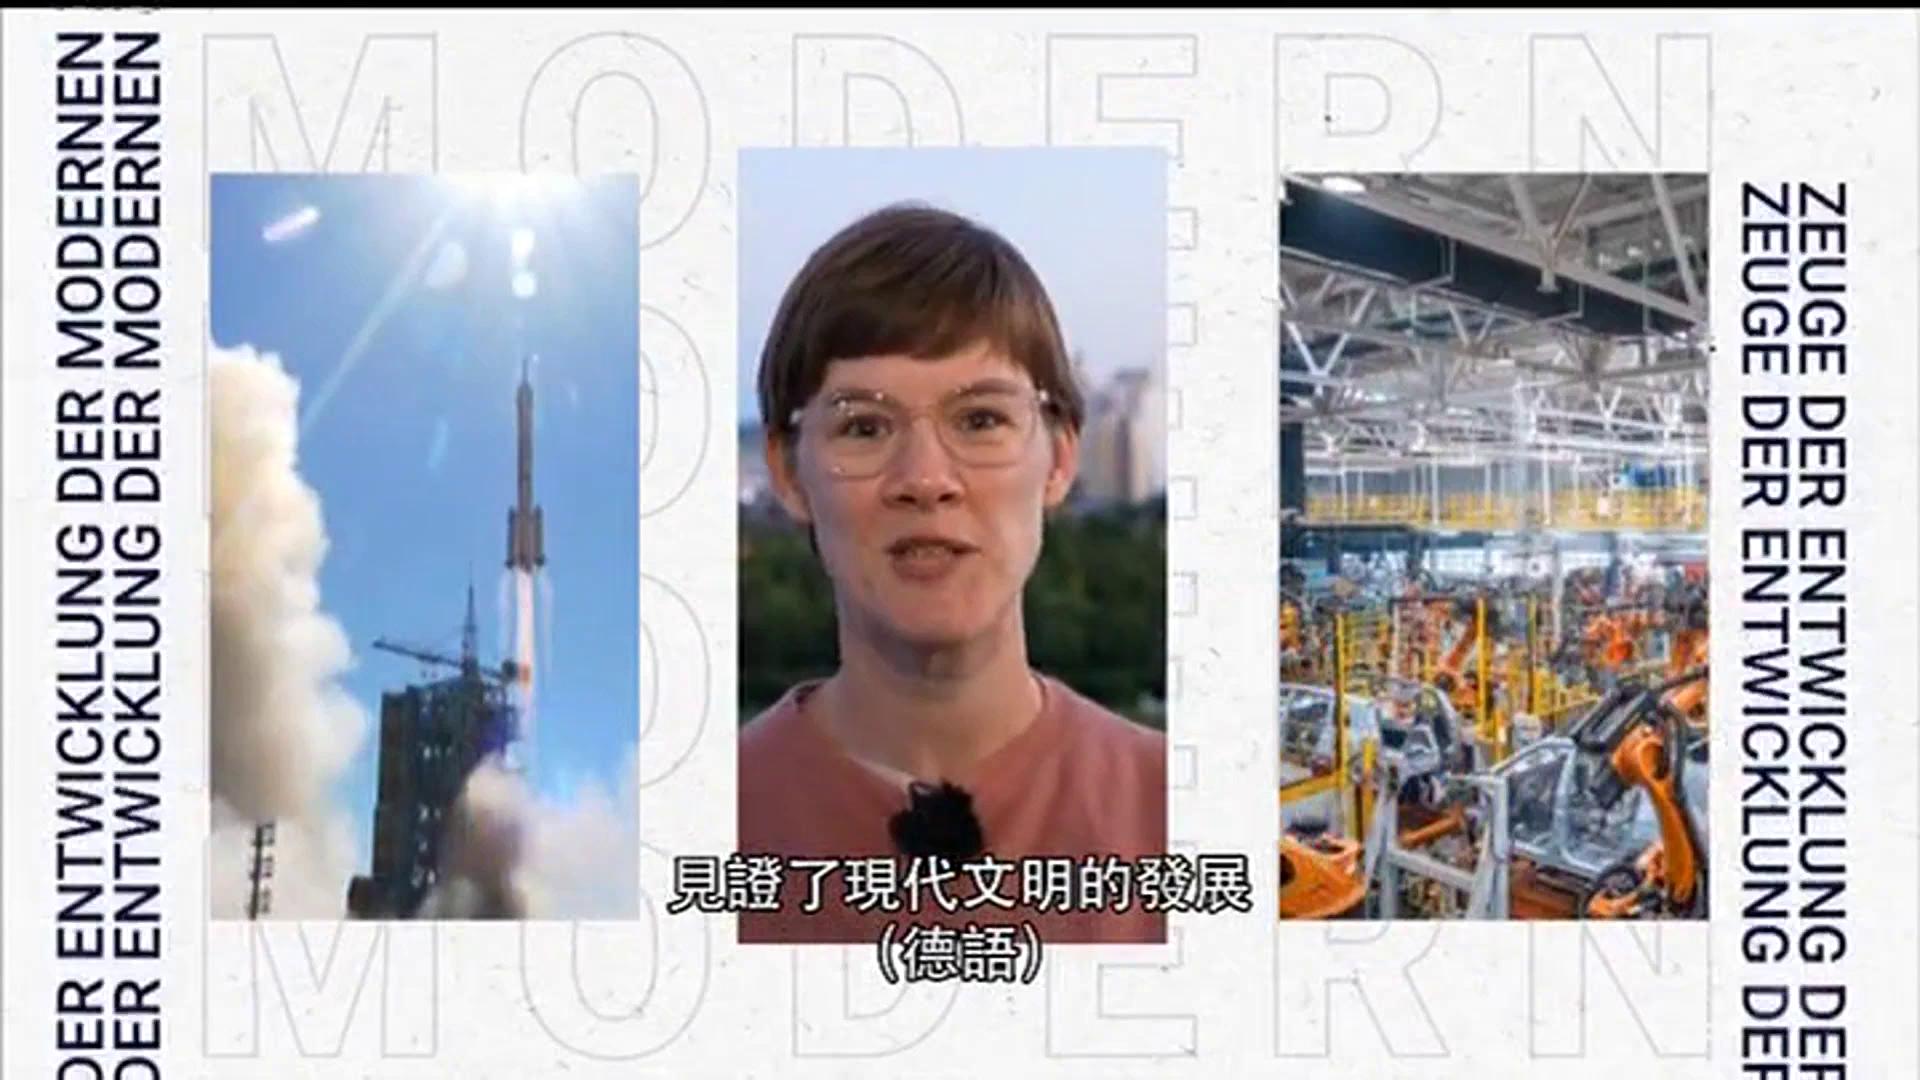 DER ENTWICKLUNG DER MODERNEN
DER ENTWICKLUNG DER MODERNEN
MODERN
見證了現代文明的發展
(德語)
MODERN
ZEUGE DER ENTWICKLUNG DER
ZEUGE DER ENTWICKLUNG DER